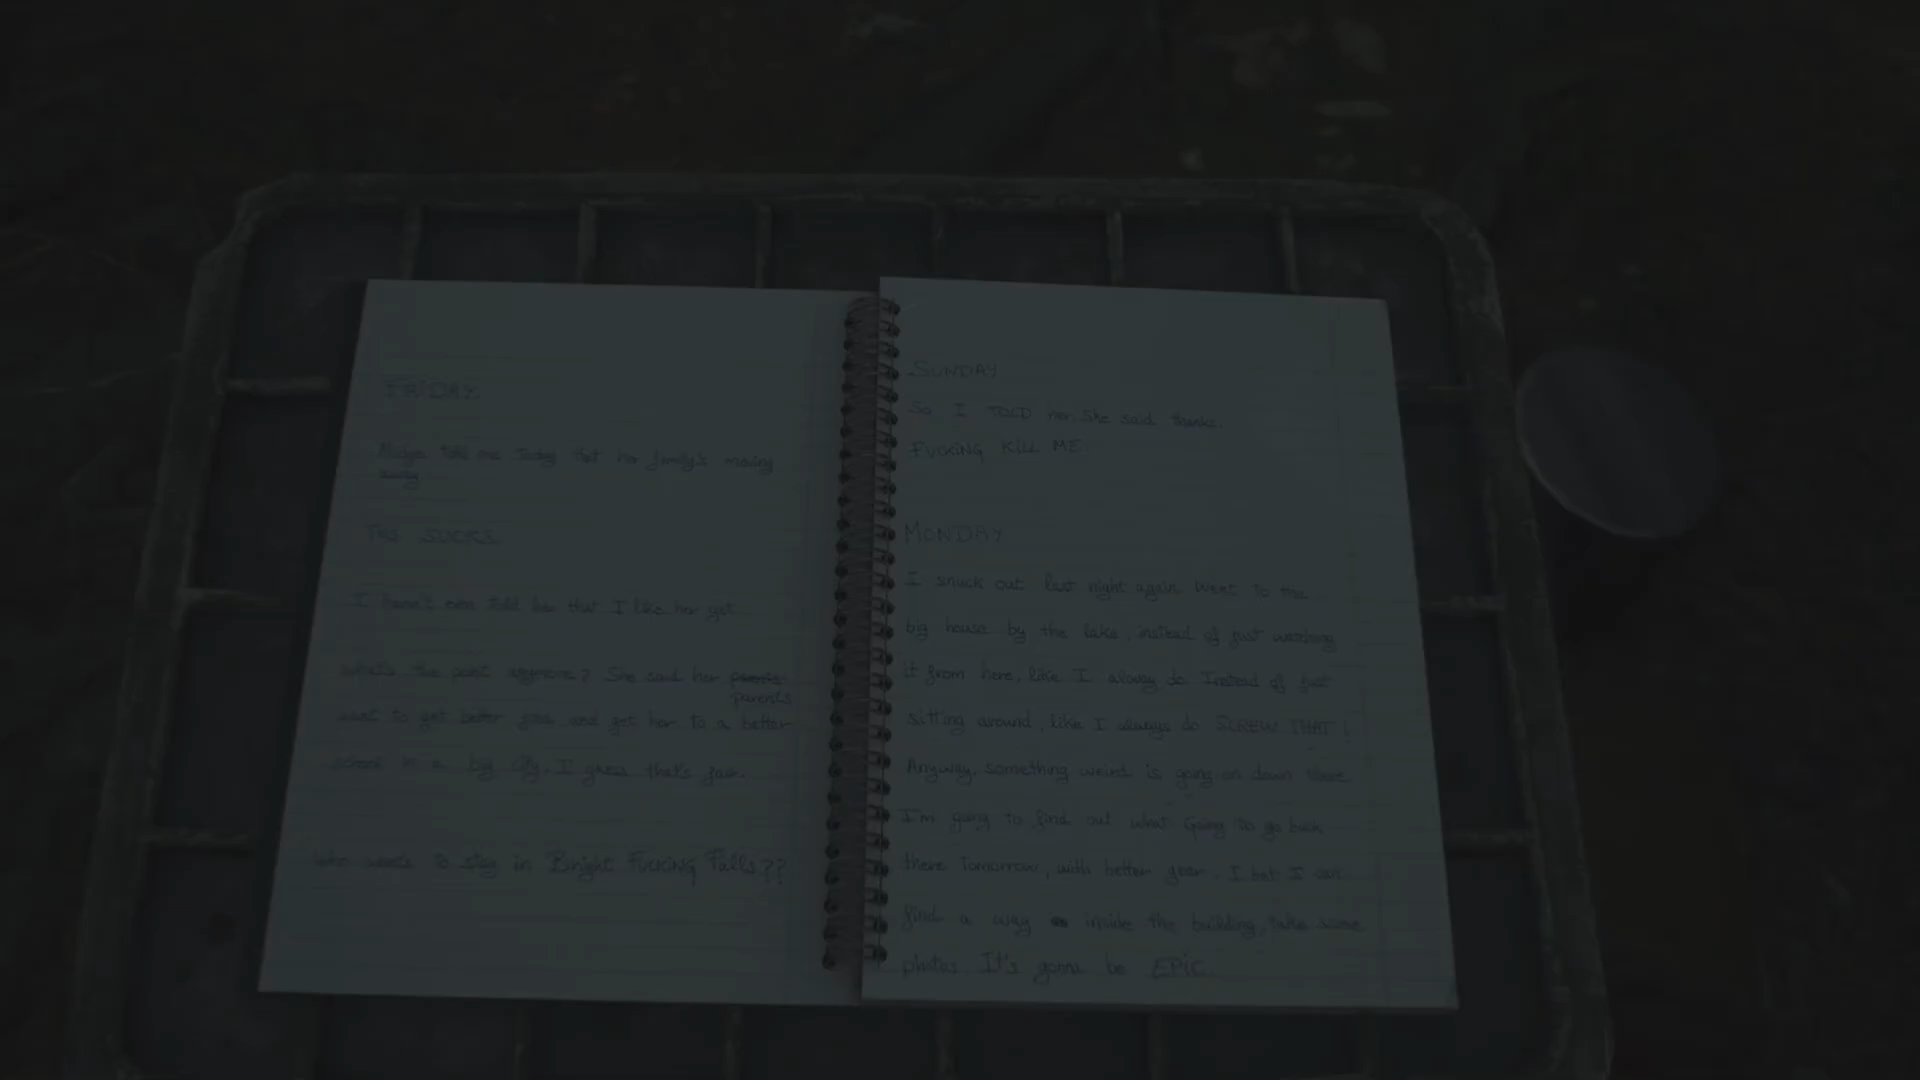 FRIDAY
Madge told me Today that her family's moving
away
This SUCKS
I haven't even told her that I like her yet
what's the point anymore? She said her
parents
want to get better jobs and get her to a better
school in a big city. I guess that's fair.
who wants to stay in Bright Fucking Falls??
SUNDAY
So I TOLD her. She said thanks.
FUCKING KILL ME
MONDAY
I snuck out last night again. Went to the
big house by the lake, instead of just watching
it from here, like I always do. Instead of just
sitting around, like I always do SCREW THAT!
Anyway, something weird is going on down there
I'm going to find out what. Going to go back
there Tomorrow, with better gear. I bet I can
find a way inside the building, take some
photos. It's gonna be EPIC